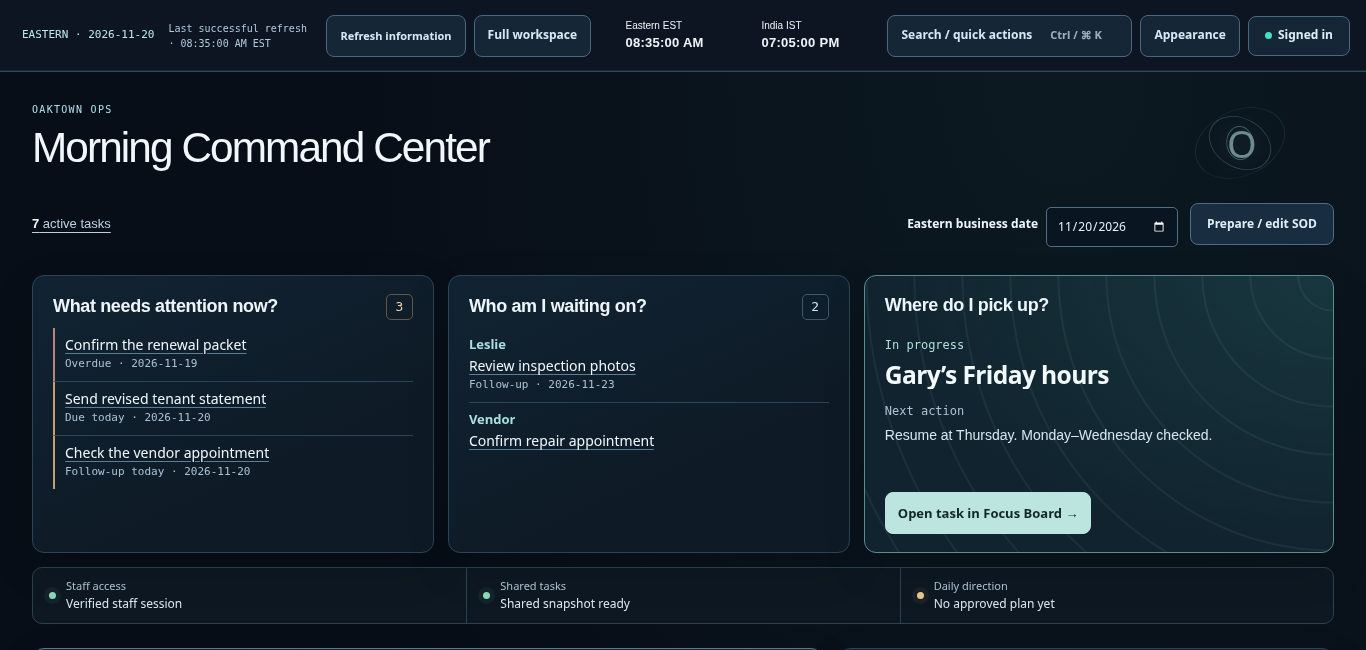 EASTERN · 2026-11-20
Last successful refresh
· 08:35:00 AM EST
Refresh information
Full workspace
Eastern EST
08:35:00 AM
India IST
07:05:00 PM
Search / quick actions Ctrl / ⌘ K
Appearance
Signed in
OAKTOWN OPS
Morning Command Center
O
7 active tasks
Eastern business date
11/20/2026
Prepare / edit SOD
What needs attention now?
3
Confirm the renewal packet
Overdue · 2026-11-19
Send revised tenant statement
Due today · 2026-11-20
Check the vendor appointment
Follow-up today · 2026-11-20
Who am I waiting on?
2
Leslie
Review inspection photos
Follow-up · 2026-11-23
Vendor
Confirm repair appointment
Where do I pick up?
In progress
Gary’s Friday hours
Next action
Resume at Thursday. Monday–Wednesday checked.
Open task in Focus Board →
Staff access
Verified staff session
Shared tasks
Shared snapshot ready
Daily direction
No approved plan yet